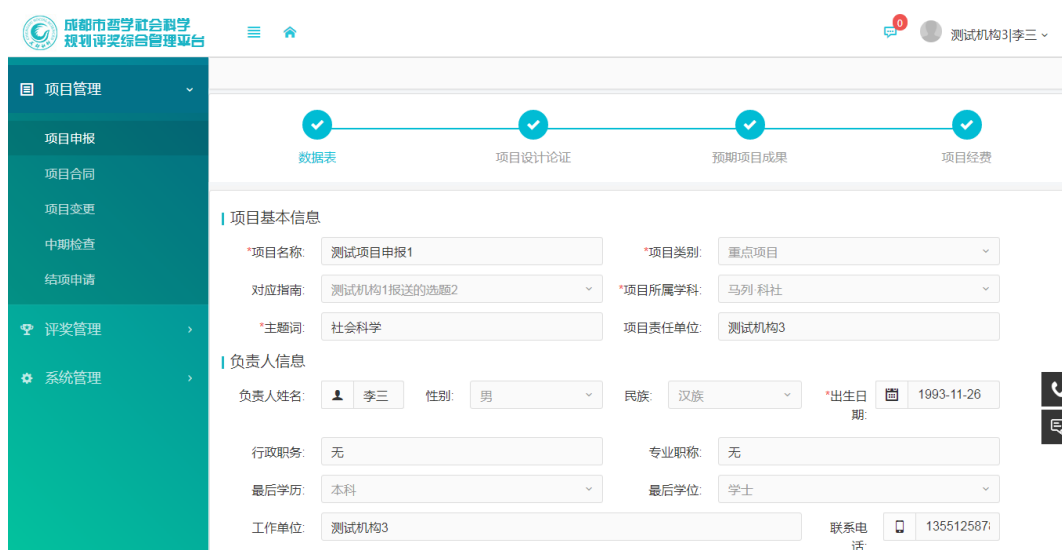 成都市哲学社会科学
规划评奖综合管理平台
0
测试机构3|李三
项目管理
项目申报
项目合同
项目变更
中期检查
结项申请
评奖管理
系统管理
数据表 项目设计论证 预期项目成果 项目经费
项目基本信息
*项目名称: 测试项目申报1 *项目类别: 重点项目
对应指南: 测试机构1报送的选题2 *项目所属学科: 马列·科社
*主题词: 社会科学 项目责任单位: 测试机构3
负责人信息
负责人姓名: 李三 性别: 男 民族: 汉族 *出生日期: 1993-11-26
行政职务: 无 专业职称: 无
最后学历: 本科 最后学位: 学士
工作单位: 测试机构3 联系电话: 1355125878